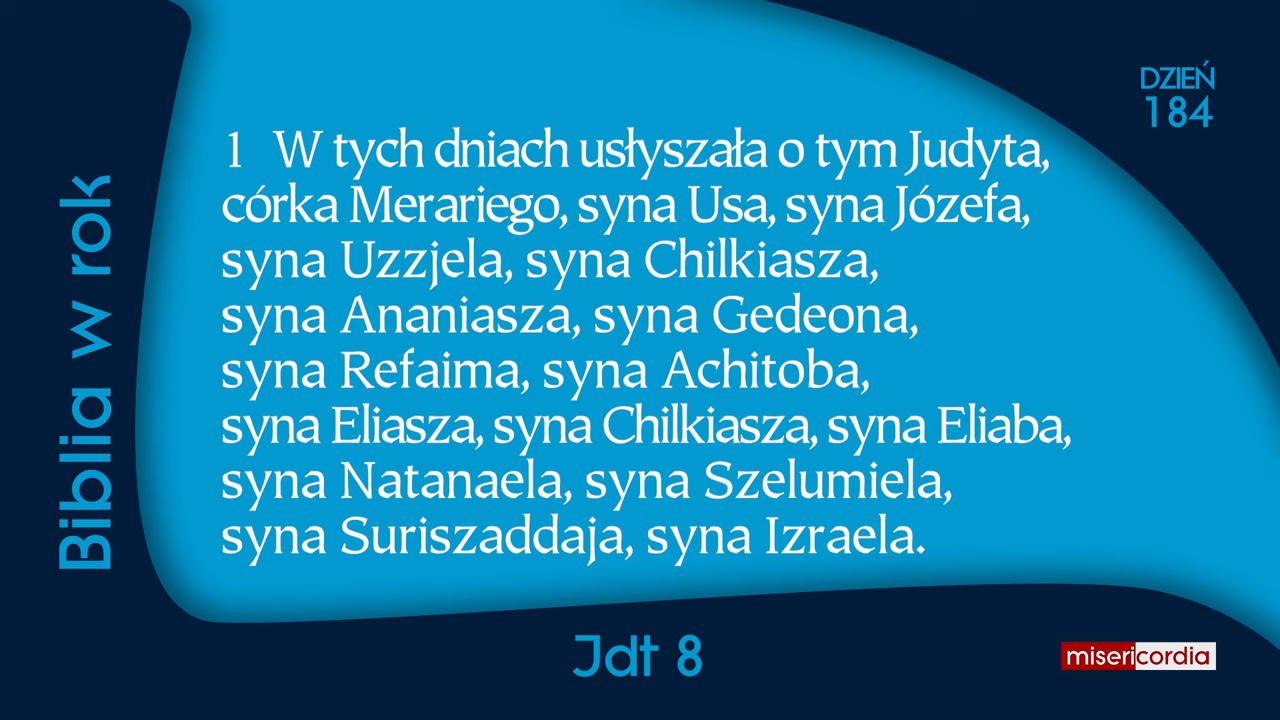 DZIEŃ
184
1 W tych dniach usłyszała o tym Judyta,
córka Merariego, syna Usa, syna Józefa,
syna Uzzjela, syna Chilkiasza,
syna Ananiasza, syna Gedeona,
syna Refaima, syna Achitoba,
syna Eliasza, syna Chilkiasza, syna Eliaba,
syna Natanaela, syna Szelumiela,
syna Suriszaddaja, syna Izraela.
Biblia w rok
Jdt 8
misericordia